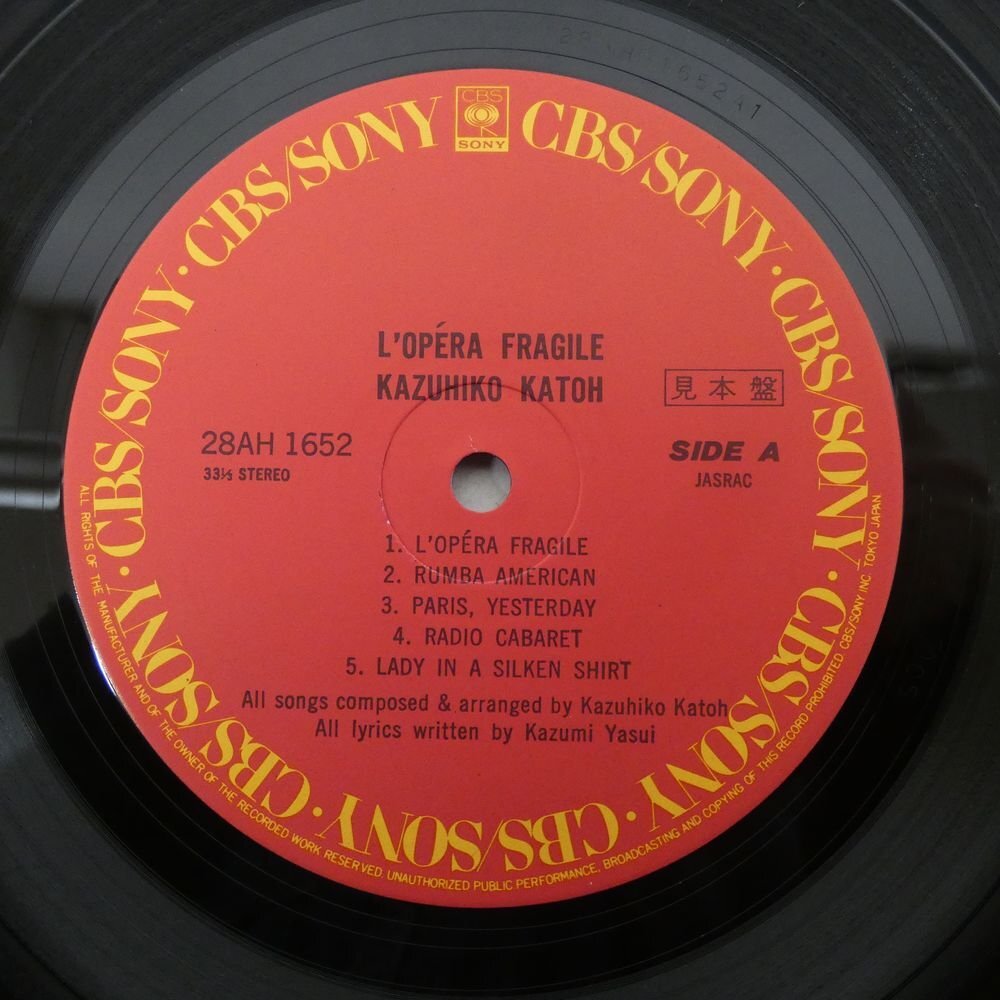 CBS/SONY · CBS/SONY · CBS/SONY · CBS/SONY · CBS/SONY · CBS/SONY · CBS/SONY · CBS/SONY
CBS
SONY
L'OPÉRA FRAGILE
KAZUHIKO KATOH
見本盤
28AH 1652
SIDE A
33⅓ STEREO
JASRAC
1. L'OPÉRA FRAGILE
2. RUMBA AMERICAN
3. PARIS, YESTERDAY
4. RADIO CABARET
5. LADY IN A SILKEN SHIRT
All songs composed & arranged by Kazuhiko Katoh
All lyrics written by Kazumi Yasui
ALL RIGHTS OF THE MANUFACTURER AND OF THE OWNER OF THE RECORDED WORK RESERVED. UNAUTHORIZED PUBLIC PERFORMANCE, BROADCASTING AND COPYING OF THIS RECORD PROHIBITED. CBS/SONY INC. TOKYO JAPAN